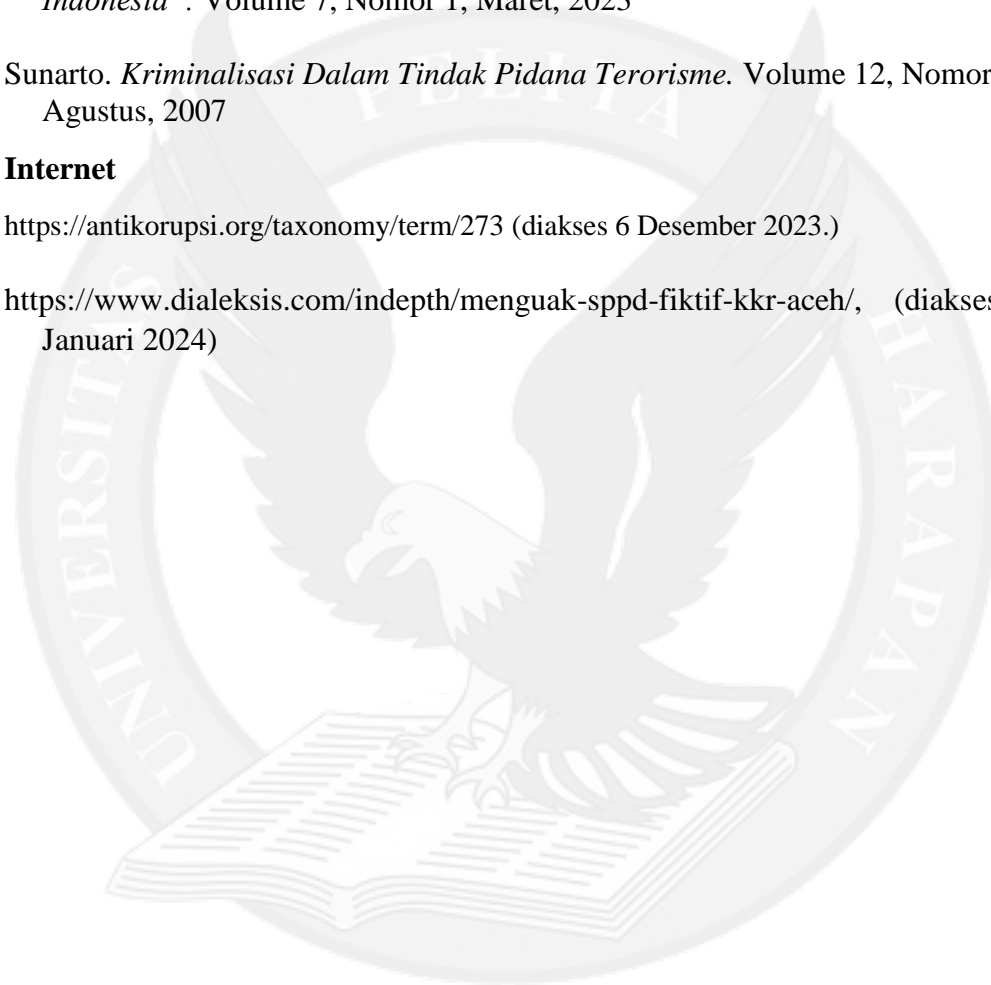 Indonesia”. Volume 7, Nomor 1, Maret, 2023
Sunarto. Kriminalisasi Dalam Tindak Pidana Terorisme. Volume 12, Nomor
Agustus, 2007
Internet
https://antikorupsi.org/taxonomy/term/273 (diakses 6 Desember 2023.)
https://www.dialeksis.com/indepth/menguak-sppd-fiktif-kkr-aceh/, (diakses
Januari 2024)
UNIVERSITAS PELITA HARAPAN